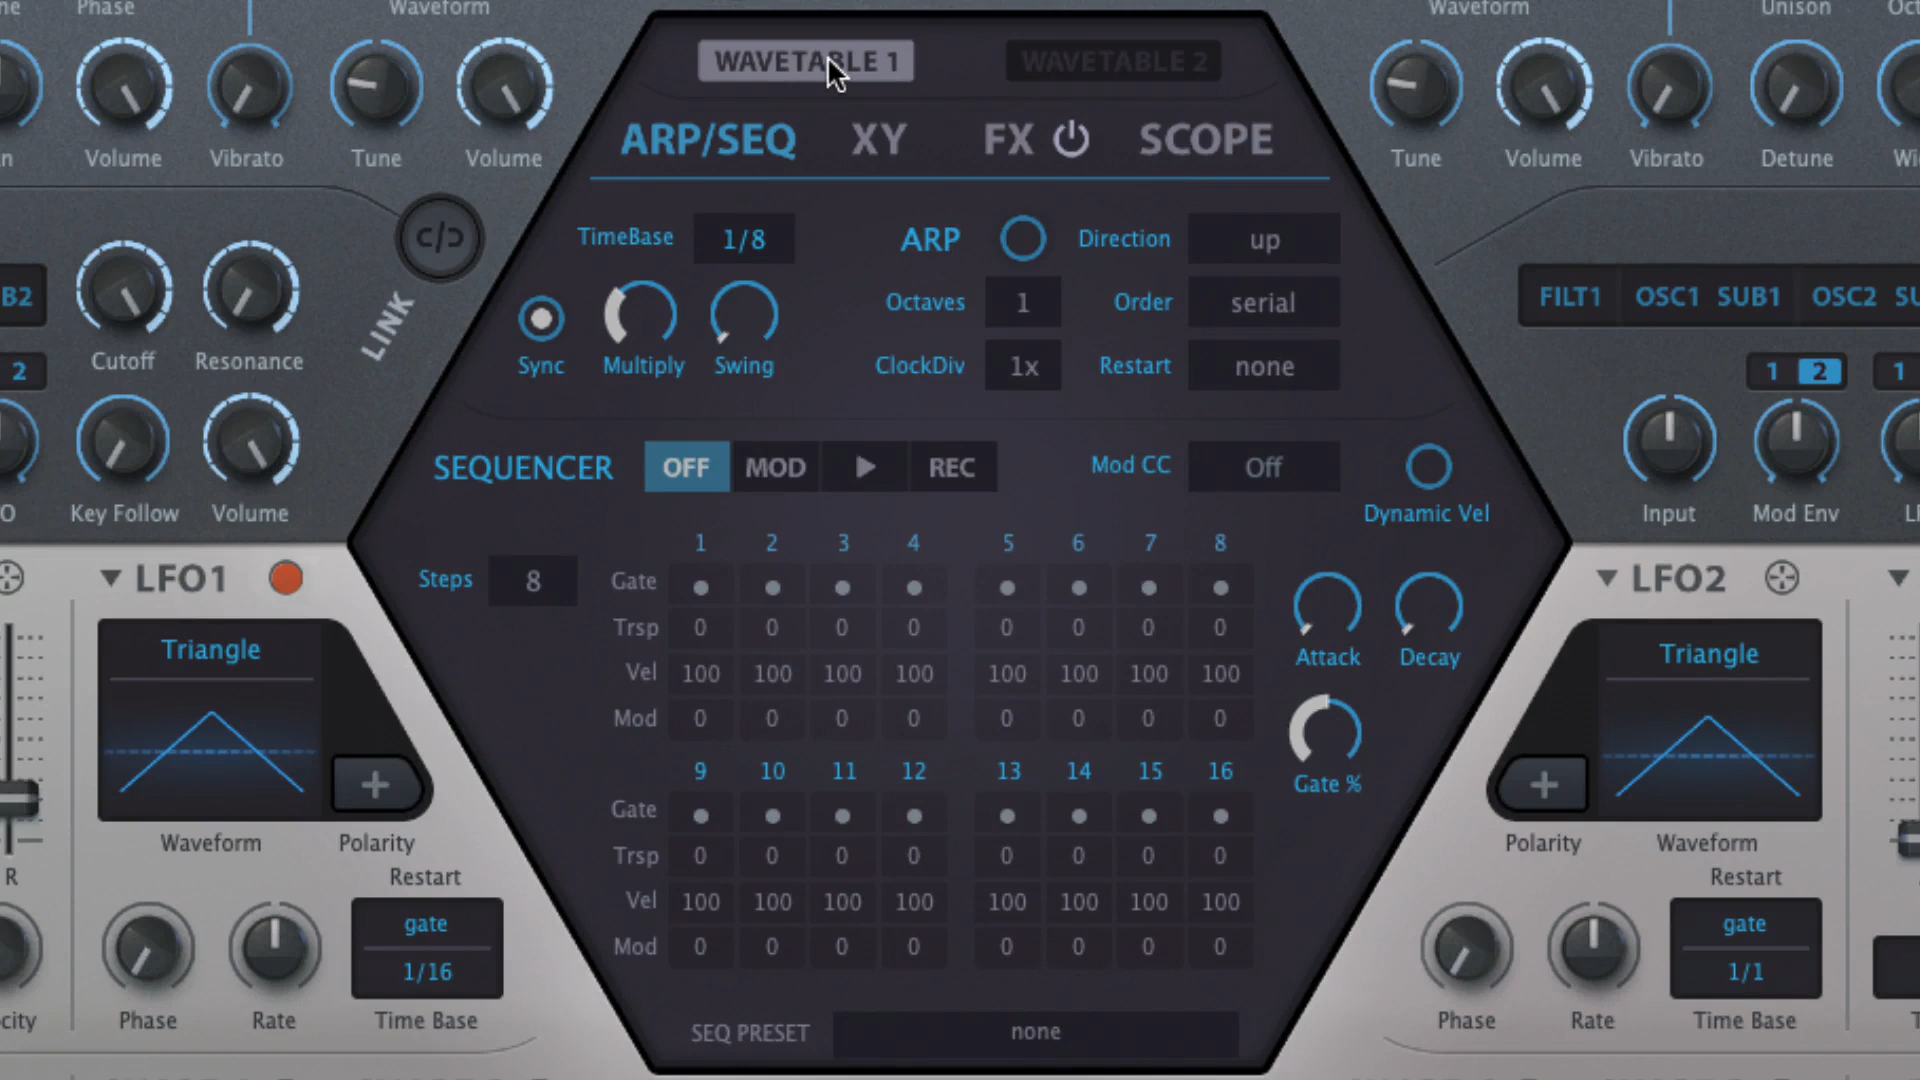 Phase
Waveform
Waveform
Unison
WAVETABLE 1
WAVETABLE 2
ARP/SEQ
XY
FX
SCOPE
Volume
Vibrato
Tune
Volume
Tune
Volume
Vibrato
Detune
TimeBase
1/8
ARP
Direction
up
Octaves
1
Order
serial
ClockDiv
1x
Restart
none
Sync
Multiply
Swing
LINK
B2
2
Cutoff
Resonance
Key Follow
Volume
FILT1
OSC1
SUB1
OSC2
1 2
1
Input
Mod Env
SEQUENCER
OFF
MOD
REC
Mod CC
Off
Dynamic Vel
Steps
8
1 2 3 4 5 6 7 8
Gate
Trsp 0 0 0 0 0 0 0 0
Vel 100 100 100 100 100 100 100 100
Mod 0 0 0 0 0 0 0 0
9 10 11 12 13 14 15 16
Gate
Trsp 0 0 0 0 0 0 0 0
Vel 100 100 100 100 100 100 100 100
Mod 0 0 0 0 0 0 0 0
Attack
Decay
Gate %
SEQ PRESET
none
LFO1
Triangle
Waveform
Polarity
Restart
gate
1/16
R
Phase
Rate
Time Base
LFO2
Triangle
Polarity
Waveform
Restart
gate
1/1
Phase
Rate
Time Base